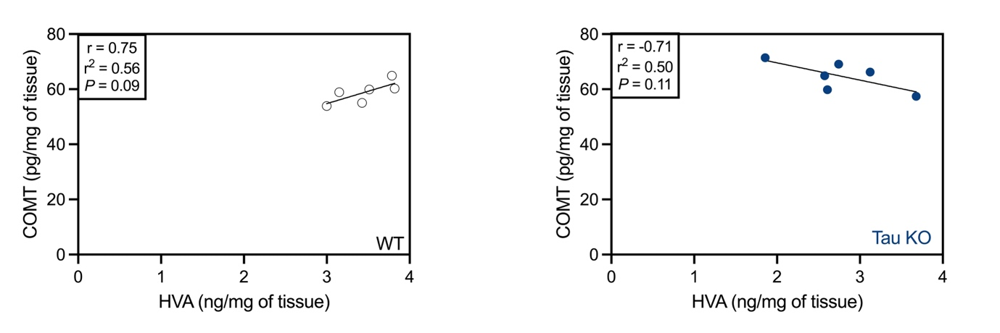 80
60
40
20
0
COMT (pg/mg of tissue)
r = 0.75
r² = 0.56
P = 0.09
WT
0 1 2 3 4
HVA (ng/mg of tissue)
80
60
40
20
0
COMT (pg/mg of tissue)
r = -0.71
r² = 0.50
P = 0.11
Tau KO
0 1 2 3 4
HVA (ng/mg of tissue)